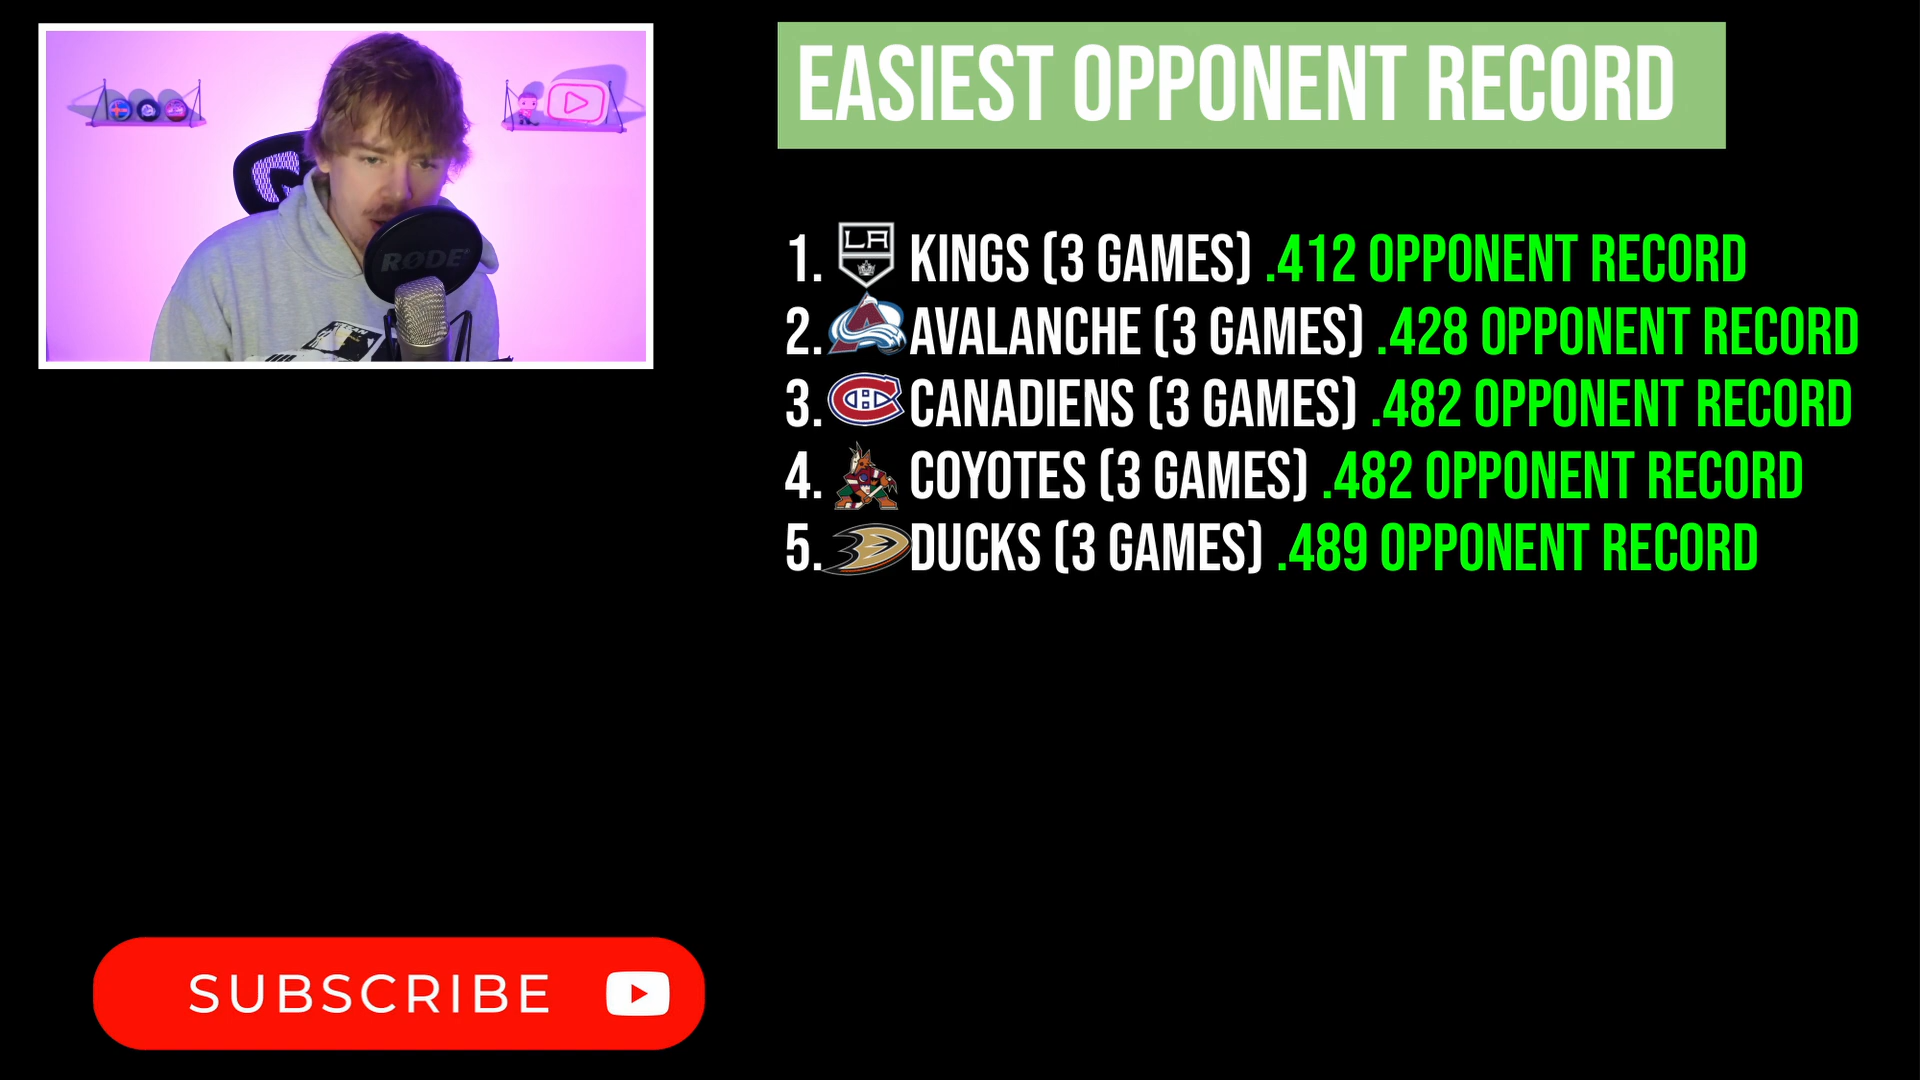 EASIEST OPPONENT RECORD
1. LA KINGS (3 GAMES) .412 OPPONENT RECORD
2. AVALANCHE (3 GAMES) .428 OPPONENT RECORD
3. CANADIENS (3 GAMES) .482 OPPONENT RECORD
4. COYOTES (3 GAMES) .482 OPPONENT RECORD
5. DUCKS (3 GAMES) .489 OPPONENT RECORD
RØDE
SUBSCRIBE